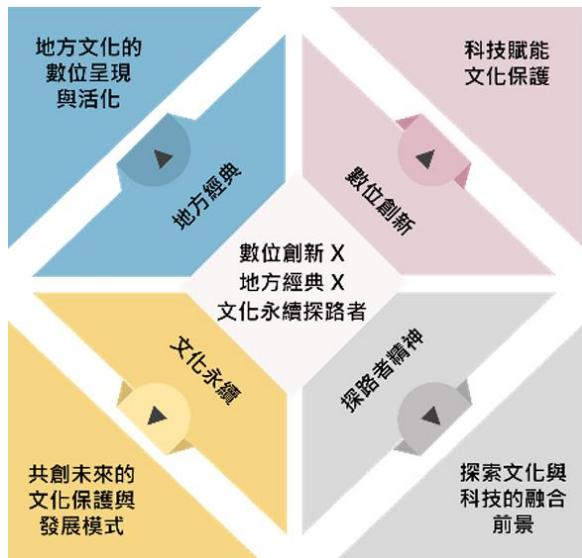 地方文化的
數位呈現
與活化
科技賦能
文化保護
地方經典
數位創新
數位創新 X
地方經典 X
文化永續探路者
文化永續
探路者精神
共創未來的
文化保護與
發展模式
探索文化與
科技的融合
前景